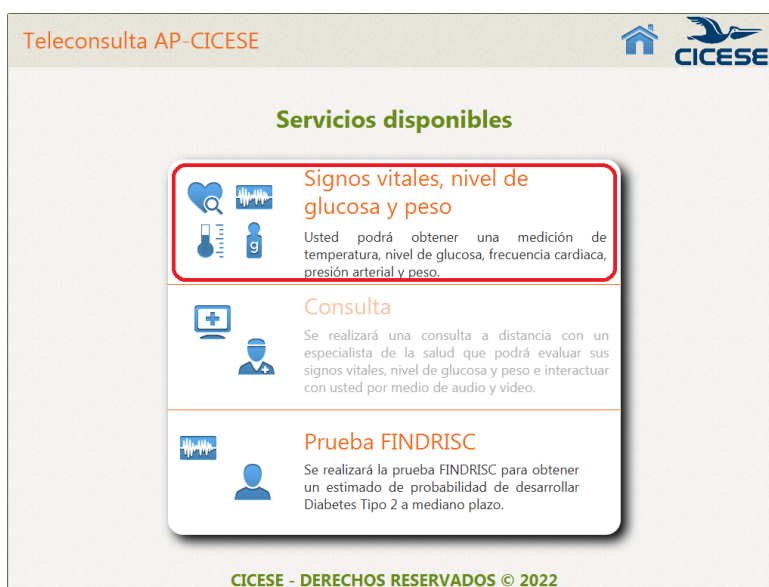 Teleconsulta AP-CICESE
CICESE
Servicios disponibles
Signos vitales, nivel de
glucosa y peso
Usted podrá obtener una medición de
temperatura, nivel de glucosa, frecuencia cardiaca,
presión arterial y peso.
g
Consulta
Se realizará una consulta a distancia con un
especialista de la salud que podrá evaluar sus
signos vitales, nivel de glucosa y peso e interactuar
con usted por medio de audio y video.
Prueba FINDRISC
Se realizará la prueba FINDRISC para obtener
un estimado de probabilidad de desarrollar
Diabetes Tipo 2 a mediano plazo.
CICESE - DERECHOS RESERVADOS © 2022